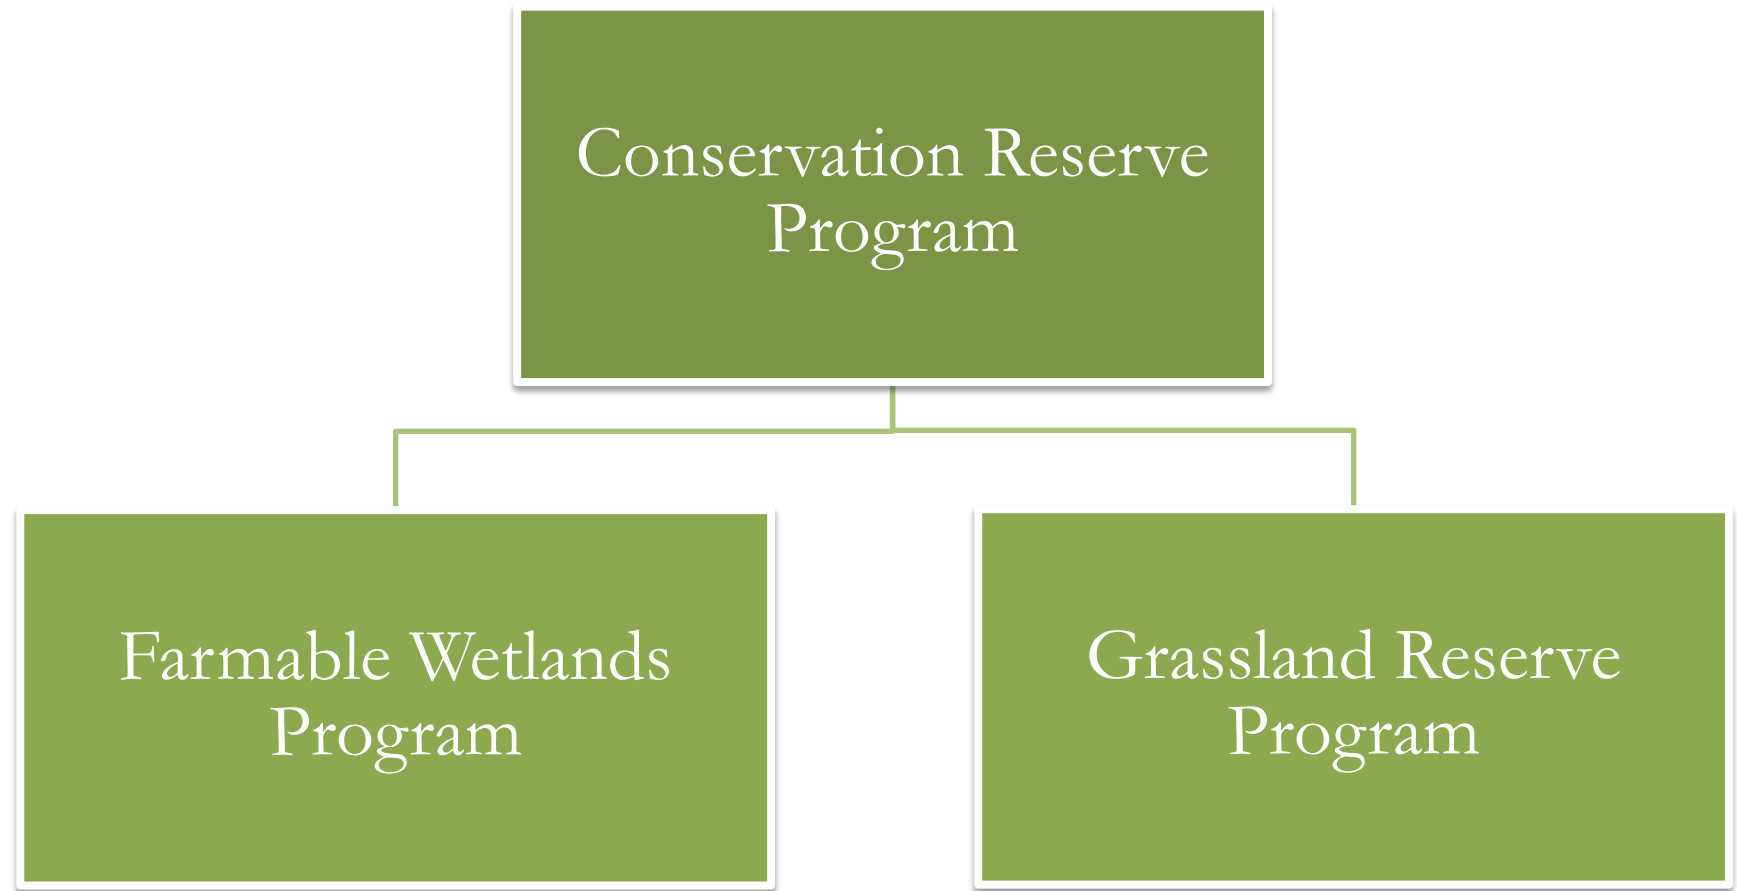 Conservation Reserve
Program
Farmable Wetlands
Program
Grassland Reserve
Program